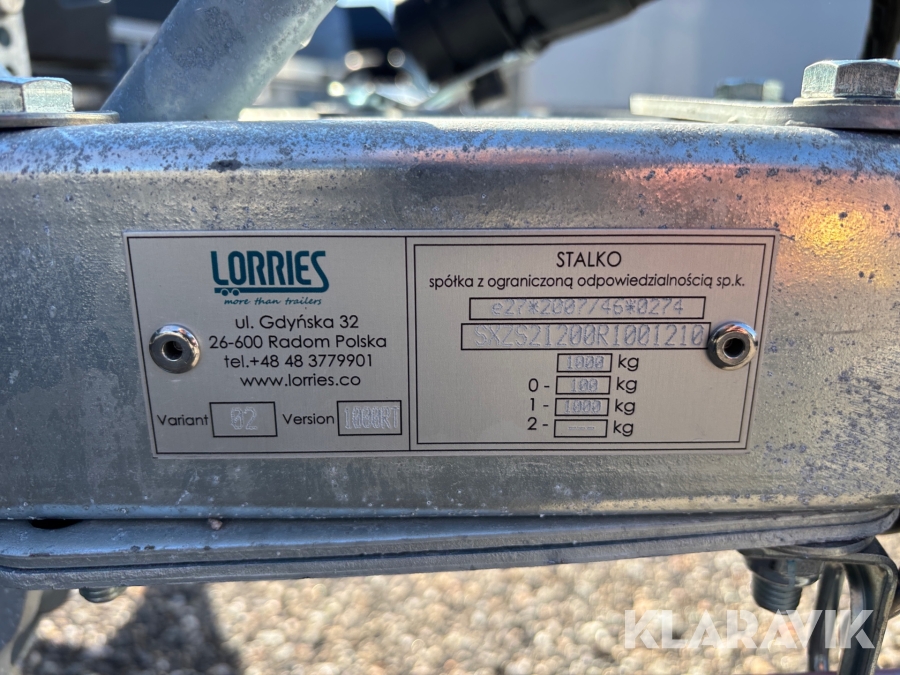 LORRIES
more than trailers
ul. Gdyńska 32
26-600 Radom Polska
tel.+48 48 3779901
www.lorries.co
Variant 02 Version 1000R1
STALKO
spółka z ograniczoną odpowiedzialnością sp.k.
e27*2007/46*0274
SXZS21200R1001210
1000 kg
0 - 100 kg
1 - 1000 kg
2 - ---- kg
KLARAVIK